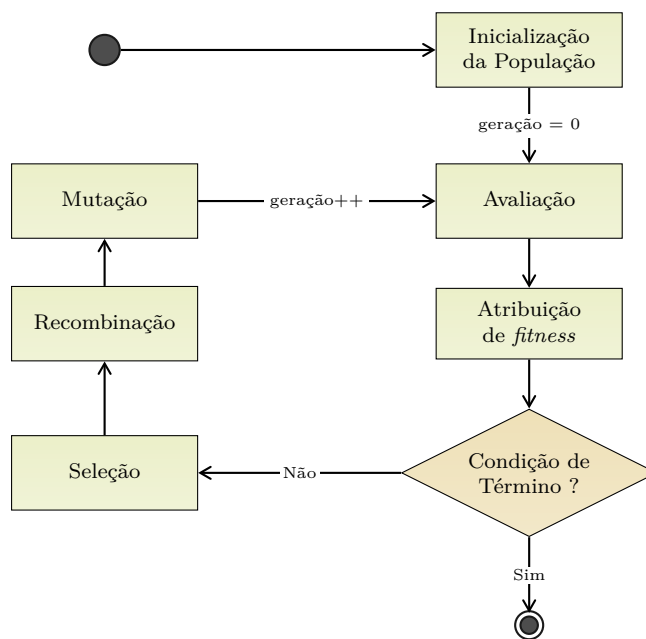 Inicialização
da População
geração = 0
Mutação
geração++
Avaliação
Recombinação
Atribuição
de fitness
Seleção
Não
Condição de
Término ?
Sim